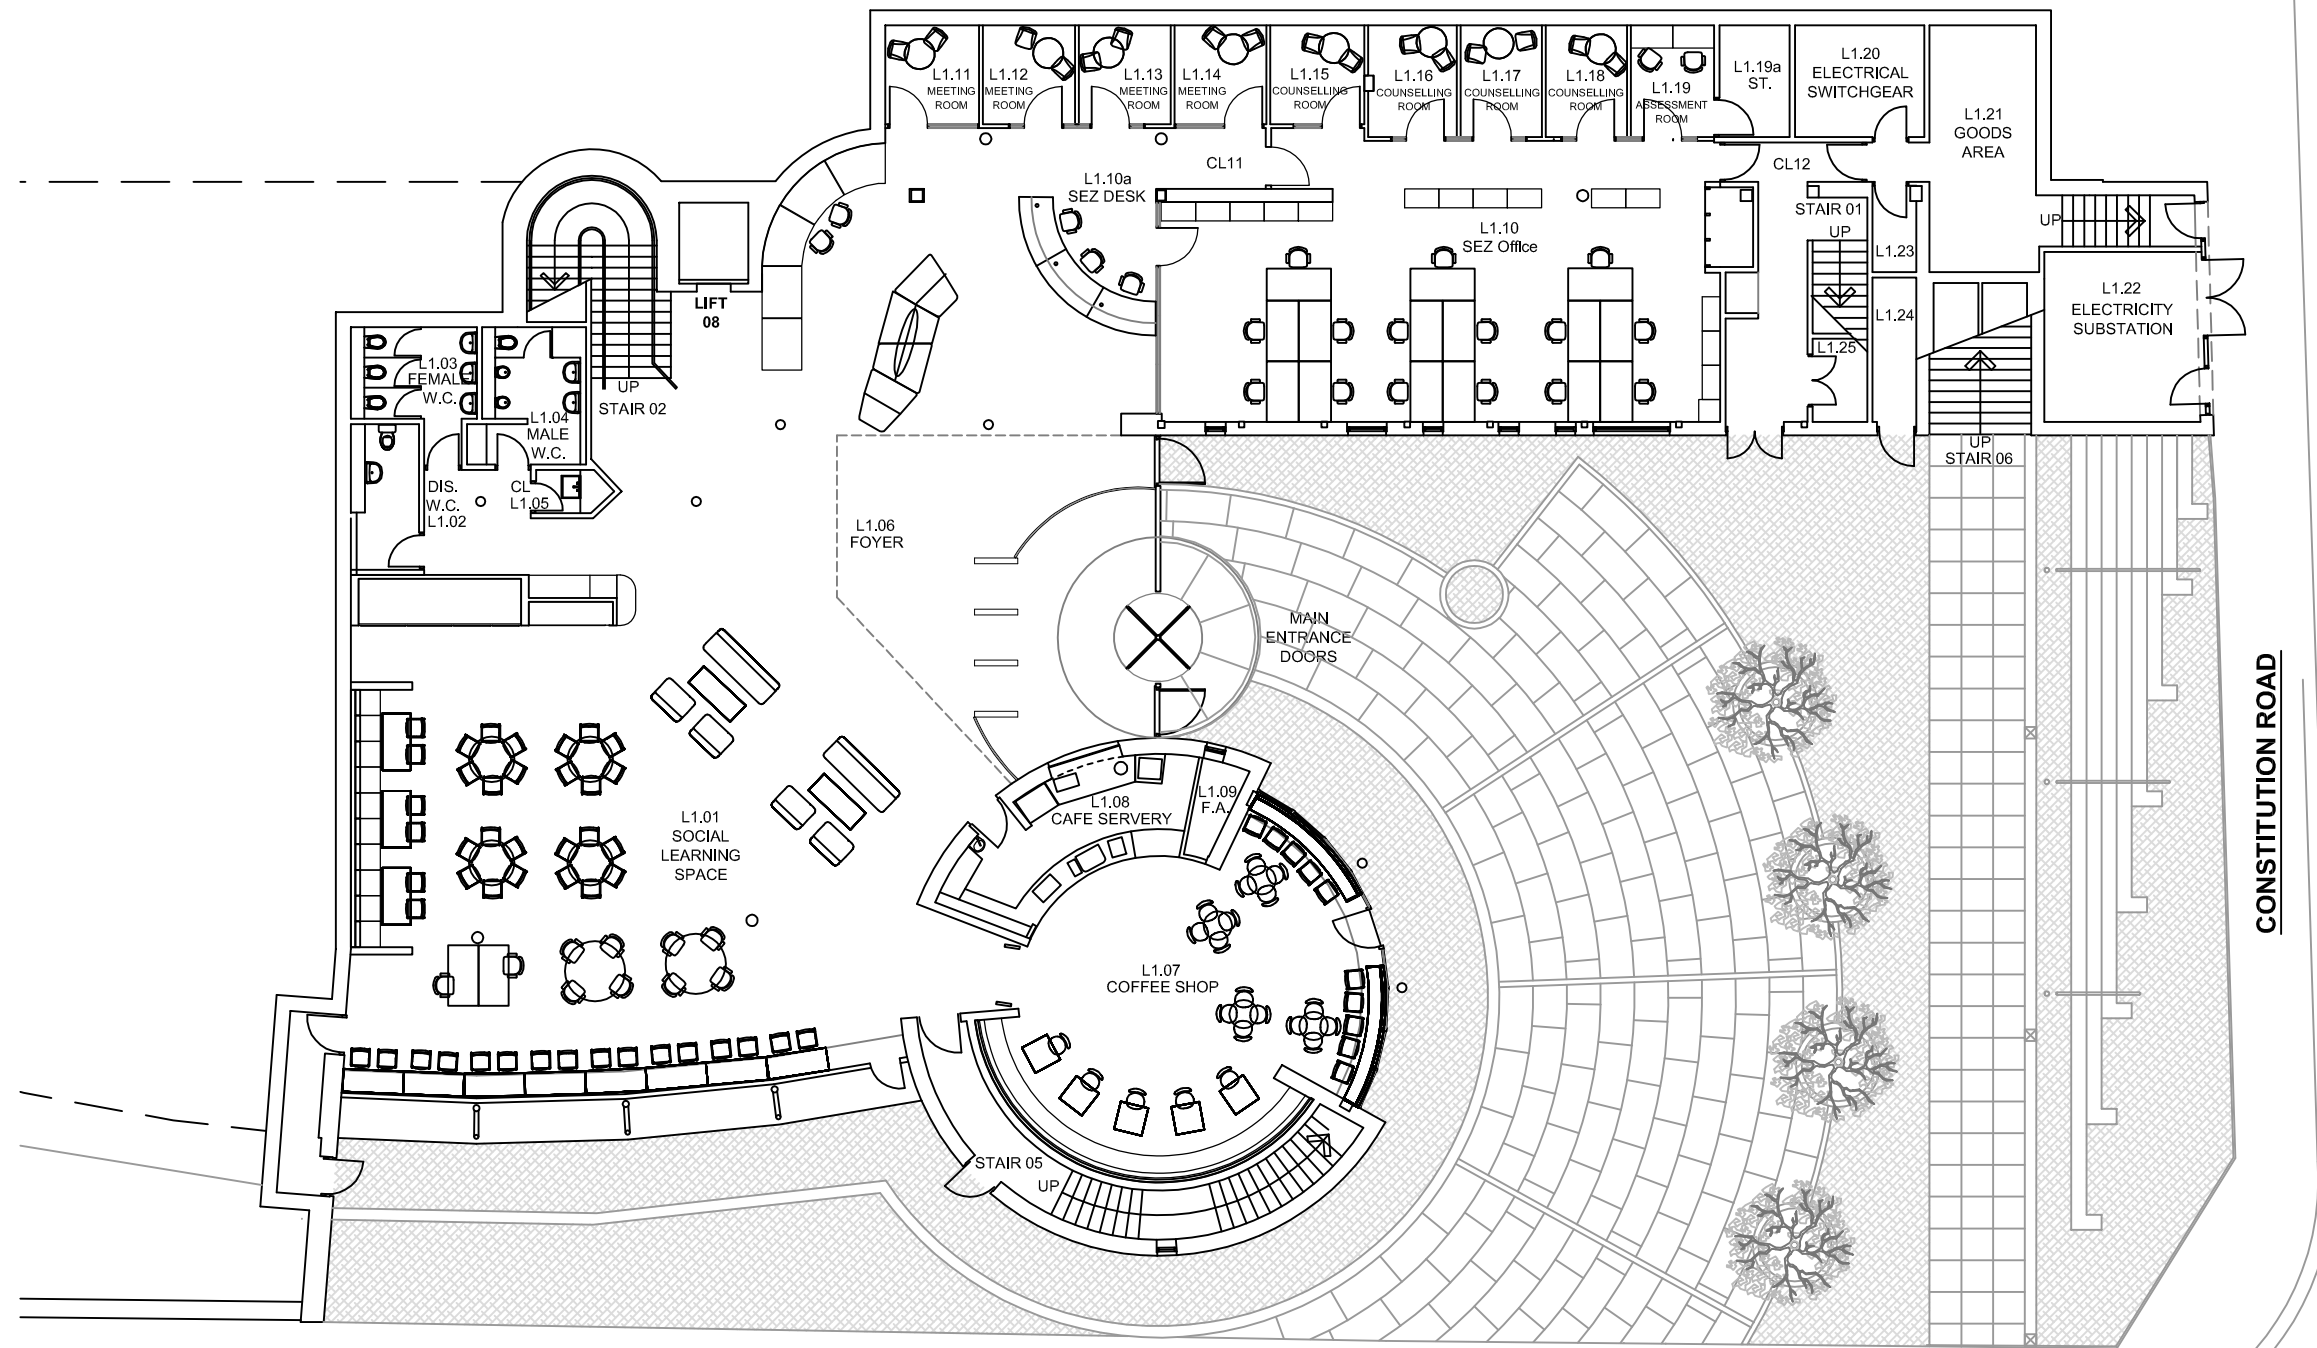 L1.11
MEETING
ROOM
L1.12
MEETING
ROOM
L1.13
MEETING
ROOM
L1.14
MEETING
ROOM
L1.15
COUNSELLING
ROOM
L1.16
COUNSELLING
ROOM
L1.17
COUNSELLING
ROOM
L1.18
COUNSELLING
ROOM
L1.19
ASSESSMENT
ROOM
L1.19a
ST.
L1.20
ELECTRICAL
SWITCHGEAR
L1.21
GOODS
AREA
CL11
CL12
L1.10a
SEZ DESK
L1.10
SEZ Office
STAIR 01
UP
UP
L1.23
L1.22
ELECTRICITY
SUBSTATION
L1.24
L1.25
LIFT
08
L1.03
FEMALE
W.C.
UP
STAIR 02
L1.04
MALE
W.C.
UP
STAIR 06
DIS.
W.C.
L1.02
CL
L1.05
L1.06
FOYER
MAIN
ENTRANCE
DOORS
CONSTITUTION ROAD
L1.01
SOCIAL
LEARNING
SPACE
L1.08
CAFE SERVERY
L1.09
F.A.
L1.07
COFFEE SHOP
STAIR 05
UP